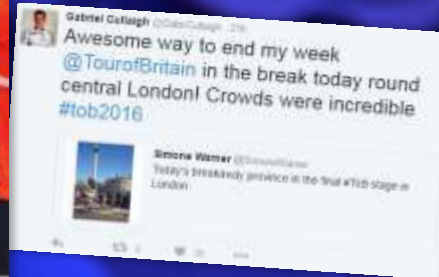 Gabriel Cullaigh
Awesome way to end my week
@TourofBritain in the break today round
central London! Crowds were incredible
#tob2016
Simone Warner
Today's breakaway province in the final #ToB stage in
London